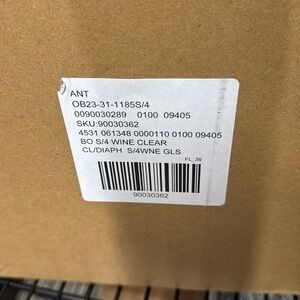 ANT
OB23-31-1185S/4
0090030289 0100 09405
SKU:90030362
4531 061348 0000110 0100 09405
BO S/4 WINE CLEAR
CL/DIAPH S/4WNE GLS
FL_39
90030362